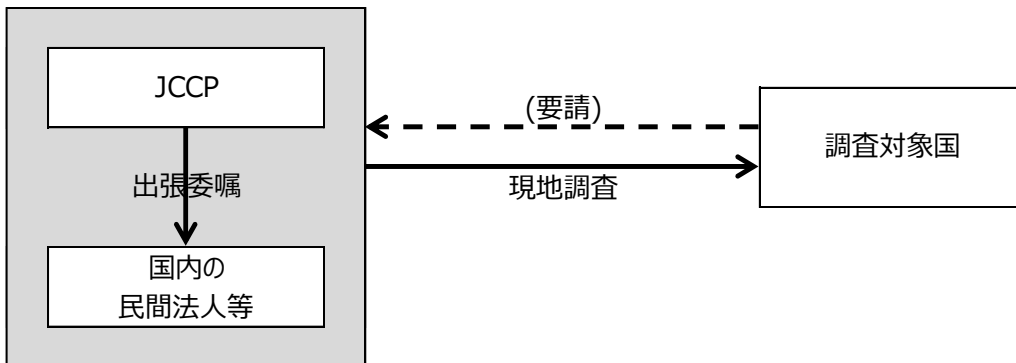 JCCP
出張委嘱
国内の
民間法人等
(要請)
現地調査
調査対象国